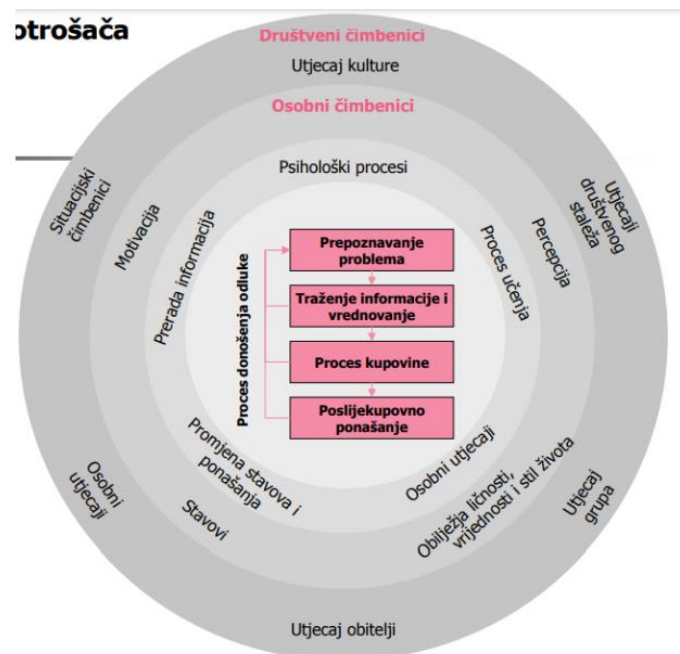 otrošača
Društveni čimbenici
Utjecaj kulture
Osobni čimbenici
Psihološki procesi
Situacijski
čimbenici
Motivacija
Prerada informacija
Proces učenja
Percepcija
Utjecaji
društvenog
staleža
Proces donošenja odluke
Prepoznavanje
problema
Traženje informacije i
vrednovanje
Proces kupovine
Poslijekupovno
ponašanje
Promjena stavova i
ponašanja
Osobni utjecaji
Osobni
utjecaji
Stavovi
Obilježja ličnosti,
vrijednosti i stil života
Utjecaj
grupa
Utjecaj obitelji